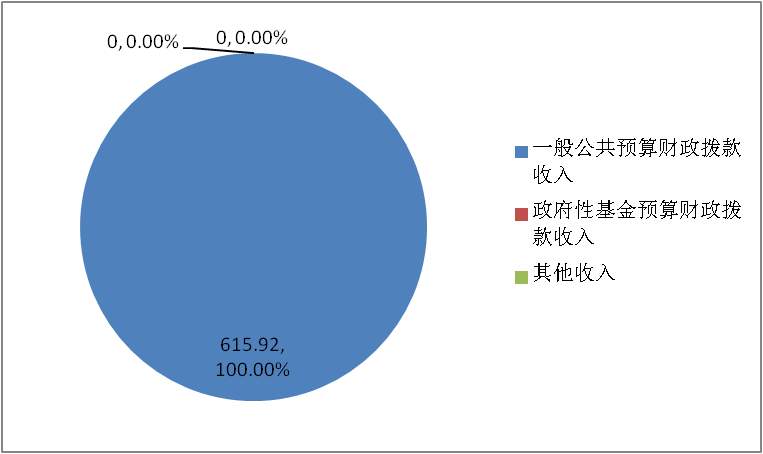 0, 0.00%
0, 0.00%
615.92,
100.00%
一般公共预算财政拨款
收入
政府性基金预算财政拨
款收入
其他收入